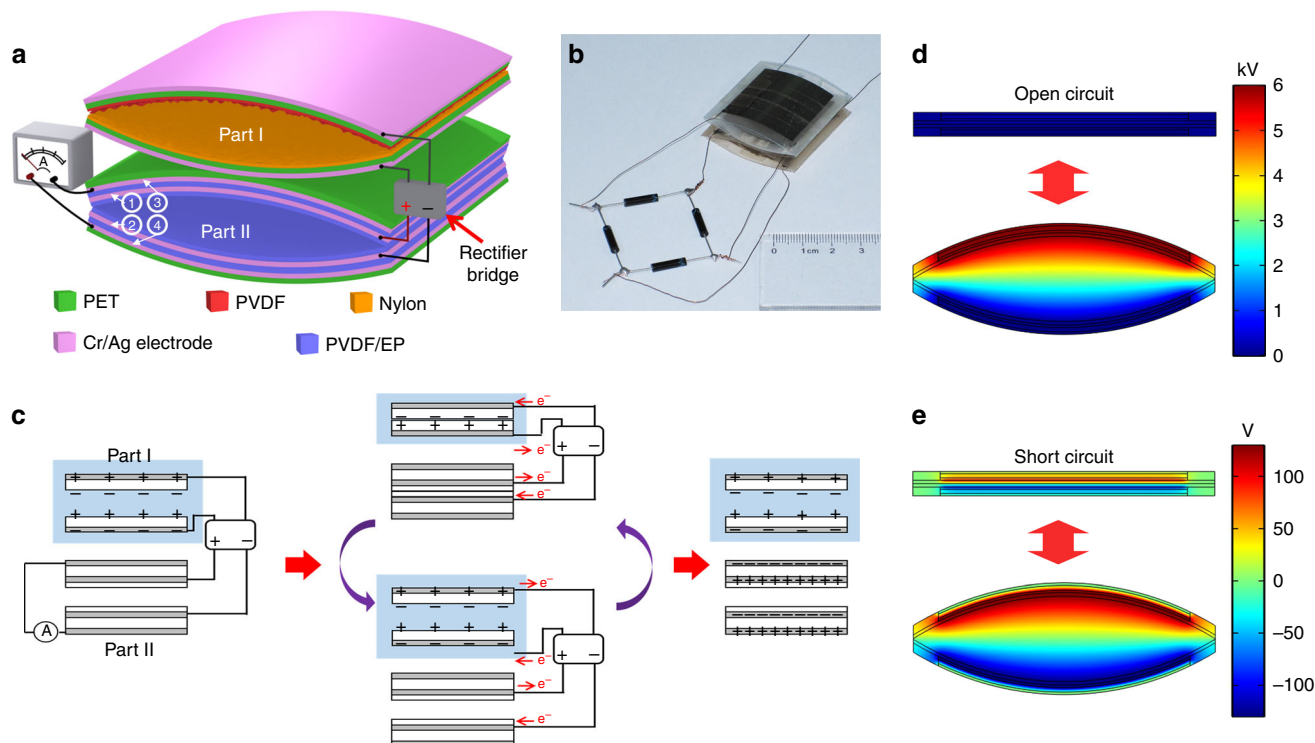 a
Part I
A
1 3
2 4
Part II
+ −
Rectifier
bridge
PET
PVDF
Nylon
Cr/Ag electrode
PVDF/EP
b
0 1cm 2 3
c
Part I
+ + + +
− − − −
+ + + +
− − − −
+ −
A
Part II
e−
− − − −
+ + + +
+ −
e−
e−
e−
+ + + +
e−
− − − −
+ + + +
− − − −
+ −
e−
e−
e−
+ + + +
− − − −
+ + + +
− − − −
− − − − − − − − −
+ + + + + + + + +
− − − − − − − − −
+ + + + + + + + +
d
kV
Open circuit
6
5
4
3
2
1
0
e
V
Short circuit
100
50
0
−50
−100